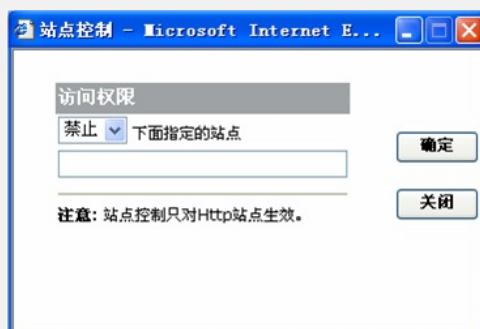 站点控制 - Microsoft Internet E...
访问权限
禁止 下面指定的站点
确定
关闭
注意: 站点控制只对Http站点生效。